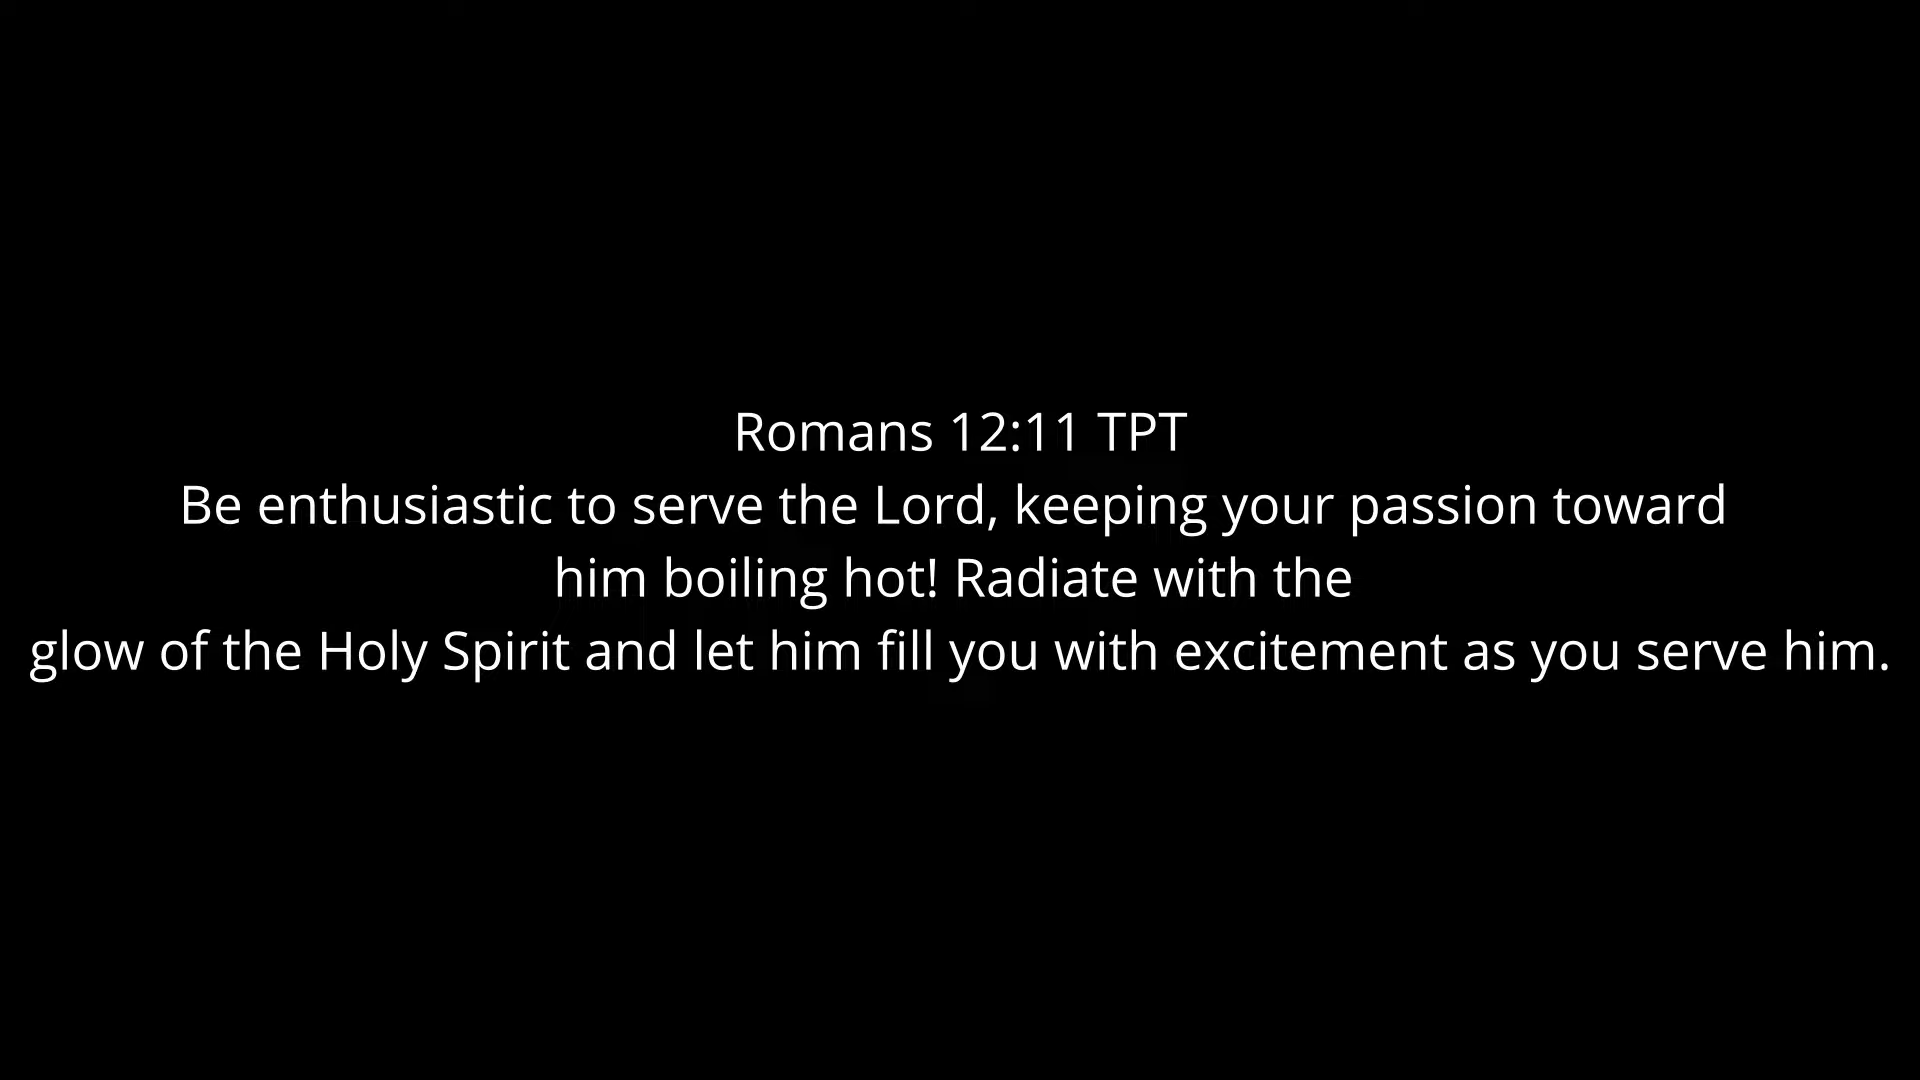 Romans 12:11 TPT
Be enthusiastic to serve the Lord, keeping your passion toward
him boiling hot! Radiate with the
glow of the Holy Spirit and let him fill you with excitement as you serve him.